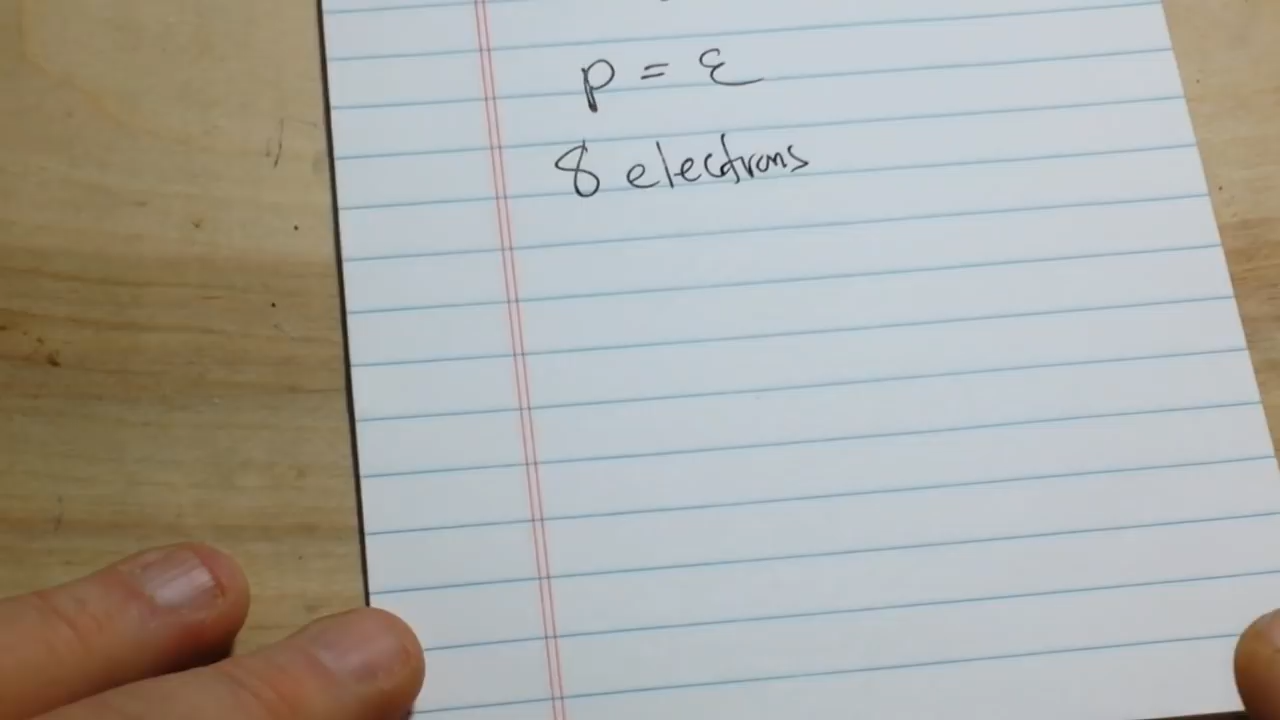 p = ε
8 electrons